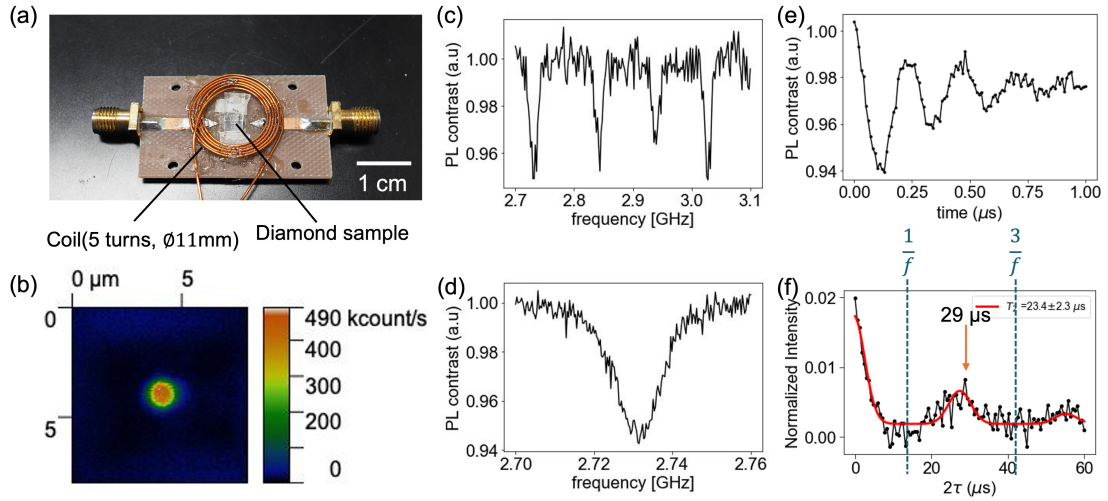 (a)
1 cm
Coil(5 turns, Ø11mm)
Diamond sample
(b)
0 μm 5
0
5
490 kcount/s
400
300
200
100
0
(c)
PL contrast (a.u)
1.00
0.98
0.96
2.7 2.8 2.9 3.0 3.1
frequency [GHz]
(d)
PL contrast (a.u)
1.00
0.98
0.96
0.94
2.70 2.72 2.74 2.76
frequency [GHz]
(e)
PL contrast (a.u)
1.00
0.98
0.96
0.94
0.00 0.25 0.50 0.75 1.00
time (μs)
1/f
3/f
(f)
Normalized Intensity
0.02
0.01
0.00
29 μs
=23.4±2.3 μs
0 20 40 60
2τ (μs)